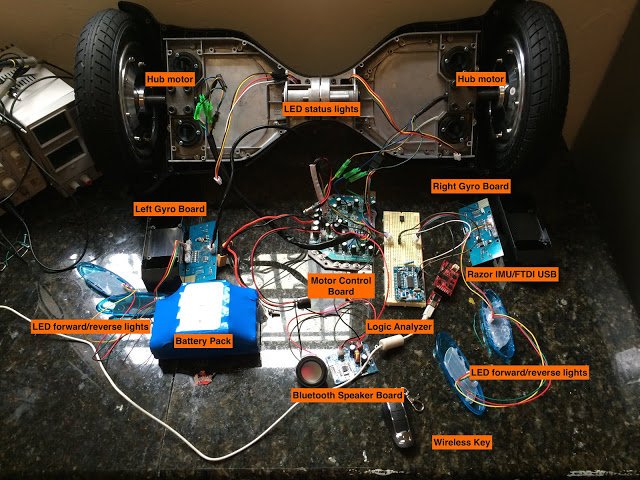 Hub motor
Hub motor
LED status lights
Right Gyro Board
Left Gyro Board
Razor IMU/FTDI USB
Motor Control
Board
LED forward/reverse lights
Logic Analyzer
Battery Pack
LED forward/reverse lights
Bluetooth Speaker Board
Wireless Key